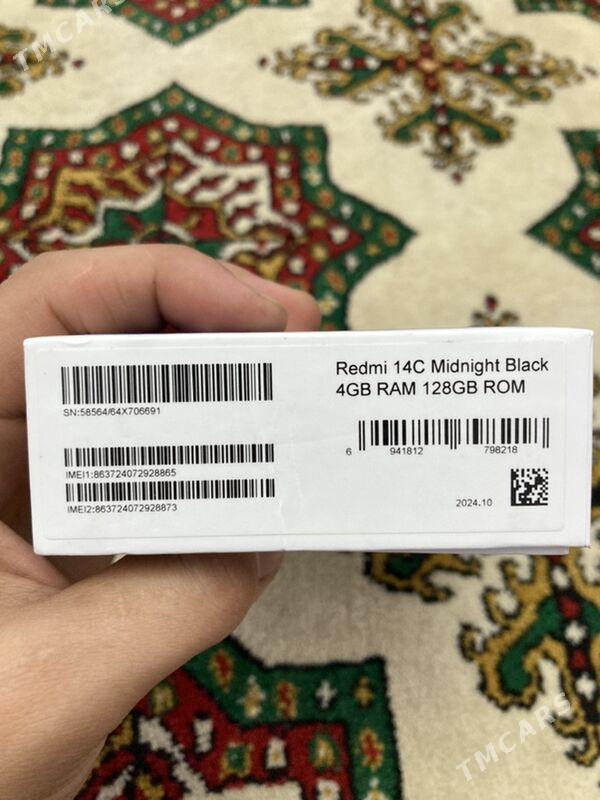 TMCARS
Redmi 14C Midnight Black
4GB RAM 128GB ROM
SN:58564/64X706691
6 941812 798218
IMEI1:863724072928865
IMEI2:863724072928873
2024.10
TMCARS